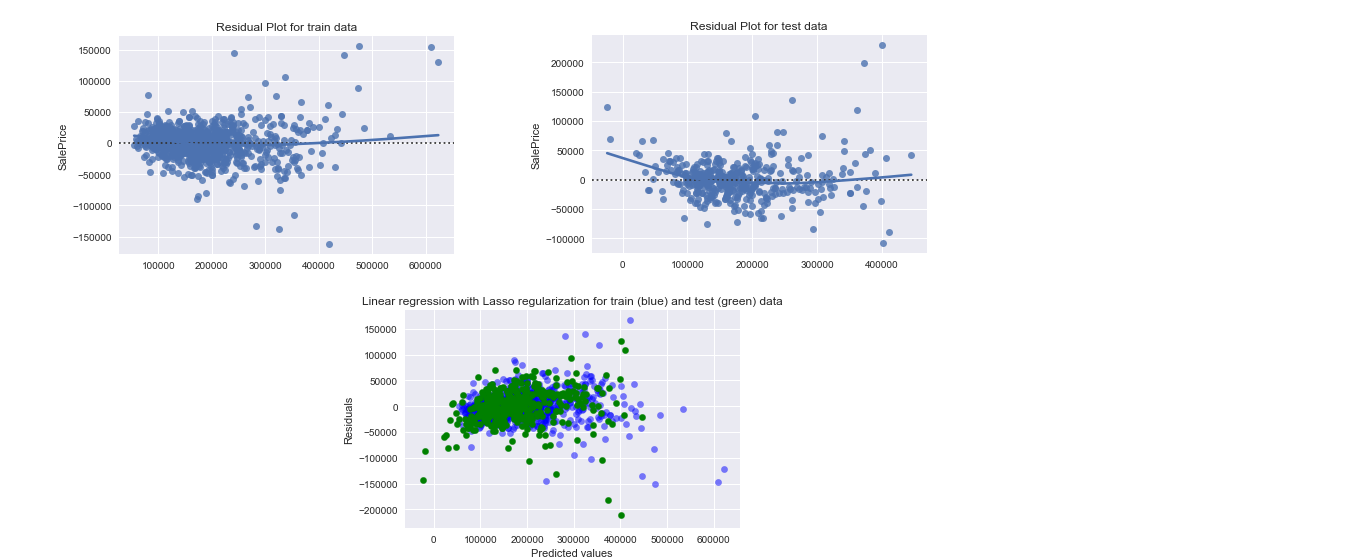 Residual Plot for train data
150000
100000
50000
0
−50000
−100000
−150000
SalePrice
100000 200000 300000 400000 500000 600000
Residual Plot for test data
200000
150000
100000
50000
0
−50000
−100000
SalePrice
0 100000 200000 300000 400000
Linear regression with Lasso regularization for train (blue) and test (green) data
150000
100000
50000
0
−50000
−100000
−150000
−200000
Residuals
0 100000 200000 300000 400000 500000 600000
Predicted values